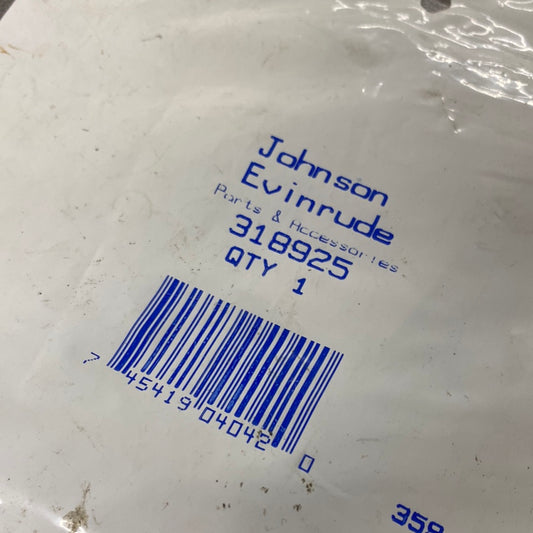 Johnson
Evinrude
Parts & Accessories
318925
QTY 1
7 45419 04042 0
358